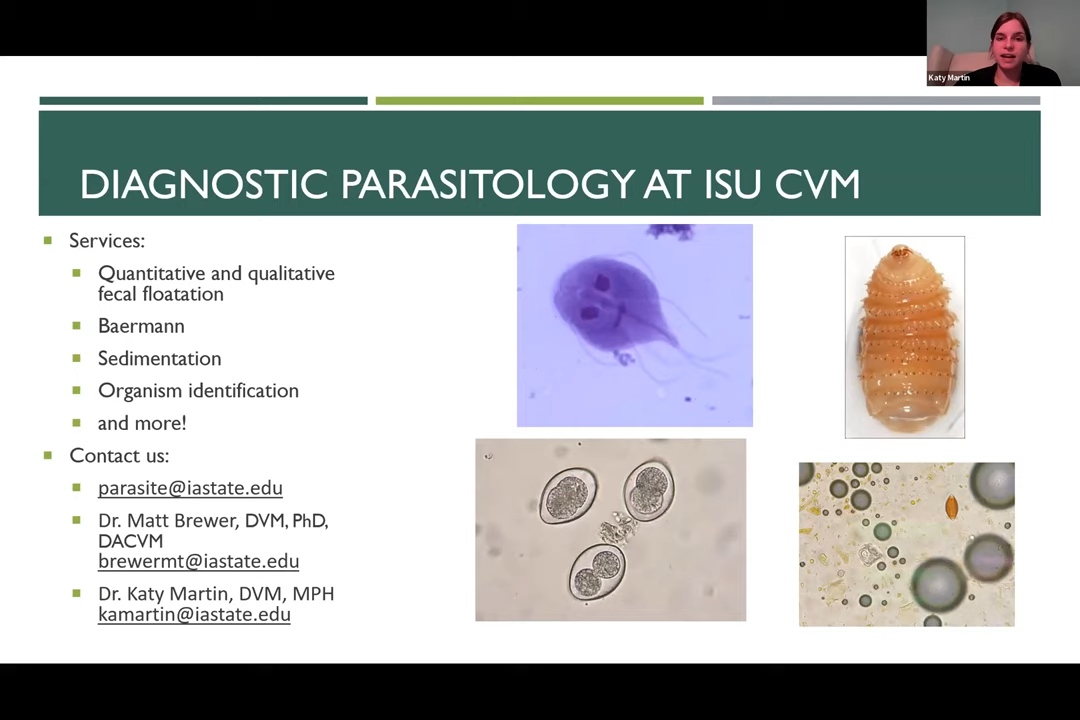 Katy Martin
DIAGNOSTIC PARASITOLOGY AT ISU CVM
Services:
Quantitative and qualitative
fecal floatation
Baermann
Sedimentation
Organism identification
and more!
Contact us:
parasite@iastate.edu
Dr. Matt Brewer, DVM, PhD,
DACVM
brewermt@iastate.edu
Dr. Katy Martin, DVM, MPH
kamartin@iastate.edu